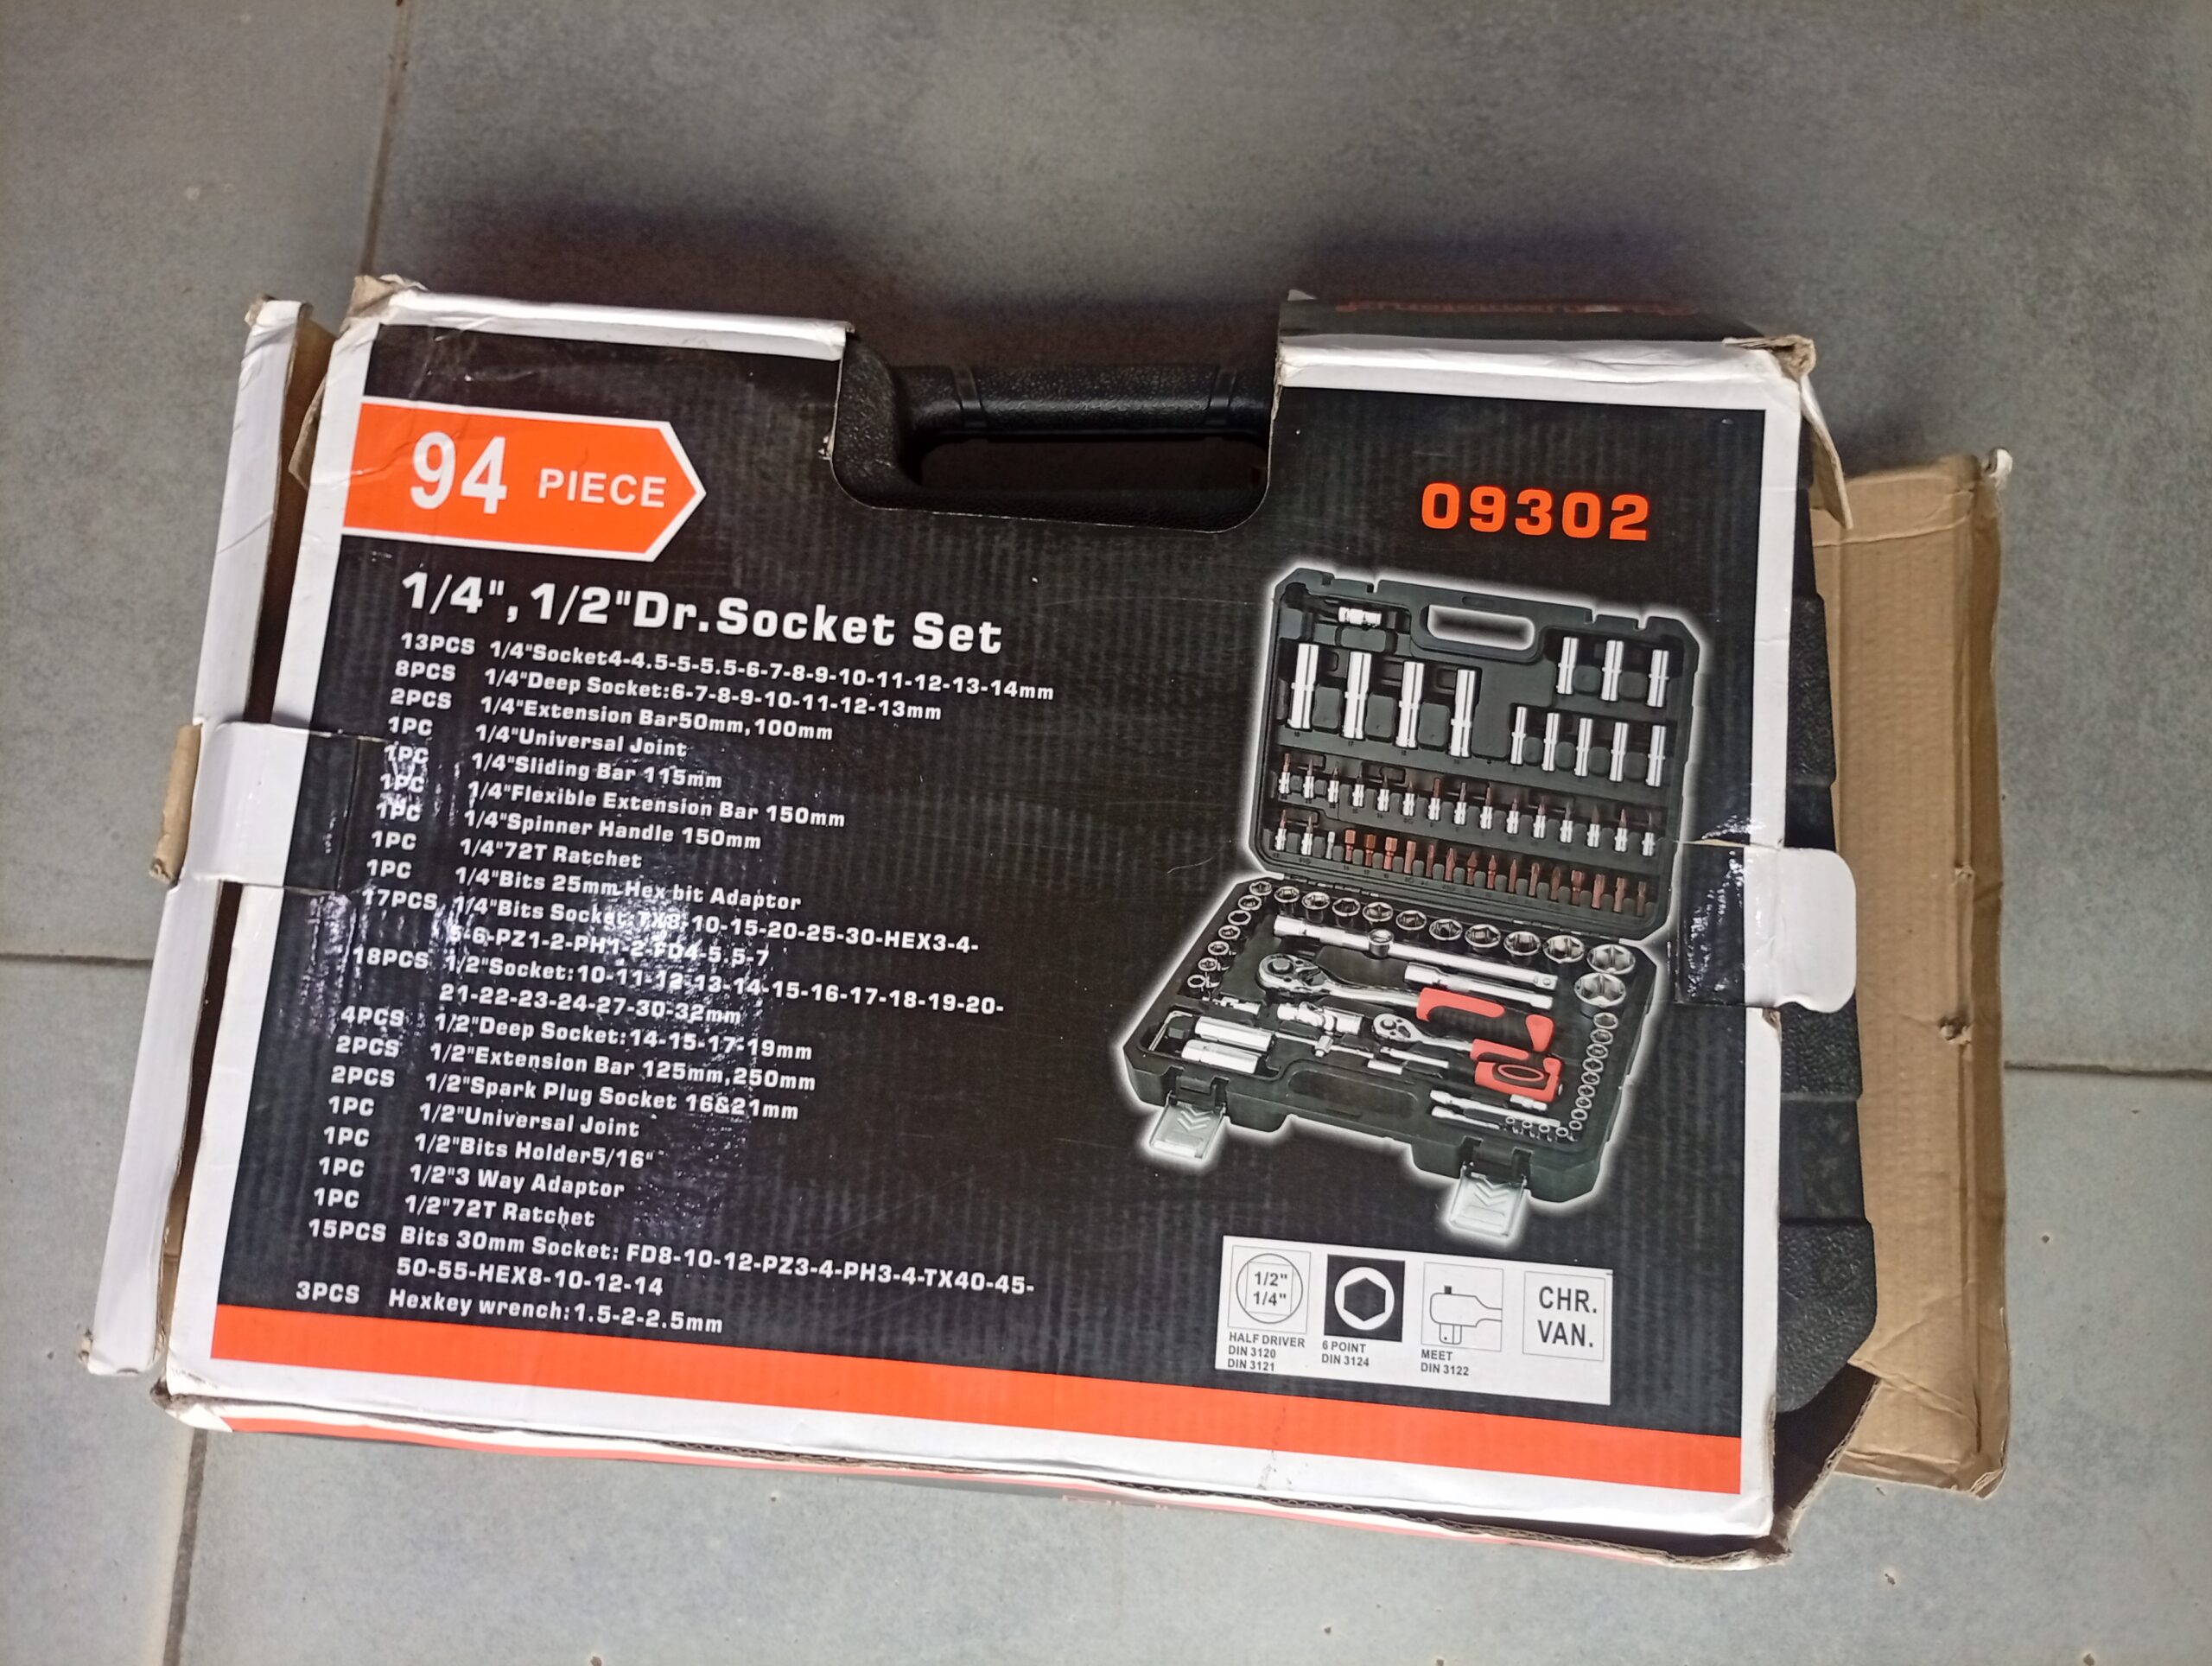 94 PIECE
09302
1/4", 1/2"Dr.Socket Set
13PCS 1/4"Socket4-4.5-5-5.5-6-7-8-9-10-11-12-13-14mm
8PCS 1/4"Deep Socket:6-7-8-9-10-11-12-13mm
2PCS 1/4"Extension Bar50mm,100mm
1PC 1/4"Universal Joint
1PC 1/4"Sliding Bar 115mm
1PC 1/4"Flexible Extension Bar 150mm
1PC 1/4"Spinner Handle 150mm
1PC 1/4"72T Ratchet
1PC 1/4"Bits 25mm Hex bit Adaptor
17PCS 1/4"Bits Socket:TX8-10-15-20-25-30-HEX3-4-
5-6-PZ1-2-PH1-2-FD4-5.5-7
18PCS 1/2"Socket:10-11-12-13-14-15-16-17-18-19-20-
21-22-23-24-27-30-32mm
4PCS 1/2"Deep Socket:14-15-17-19mm
2PCS 1/2"Extension Bar 125mm,250mm
2PCS 1/2"Spark Plug Socket 16&21mm
1PC 1/2"Universal Joint
1PC 1/2"Bits Holder5/16"
1PC 1/2"3 Way Adaptor
1PC 1/2"72T Ratchet
15PCS Bits 30mm Socket: FD8-10-12-PZ3-4-PH3-4-TX40-45-
50-55-HEX8-10-12-14
3PCS Hexkey wrench:1.5-2-2.5mm
1/2"
1/4"
HALF DRIVER
DIN 3120
DIN 3121
6 POINT
DIN 3124
MEET
DIN 3122
CHR.
VAN.